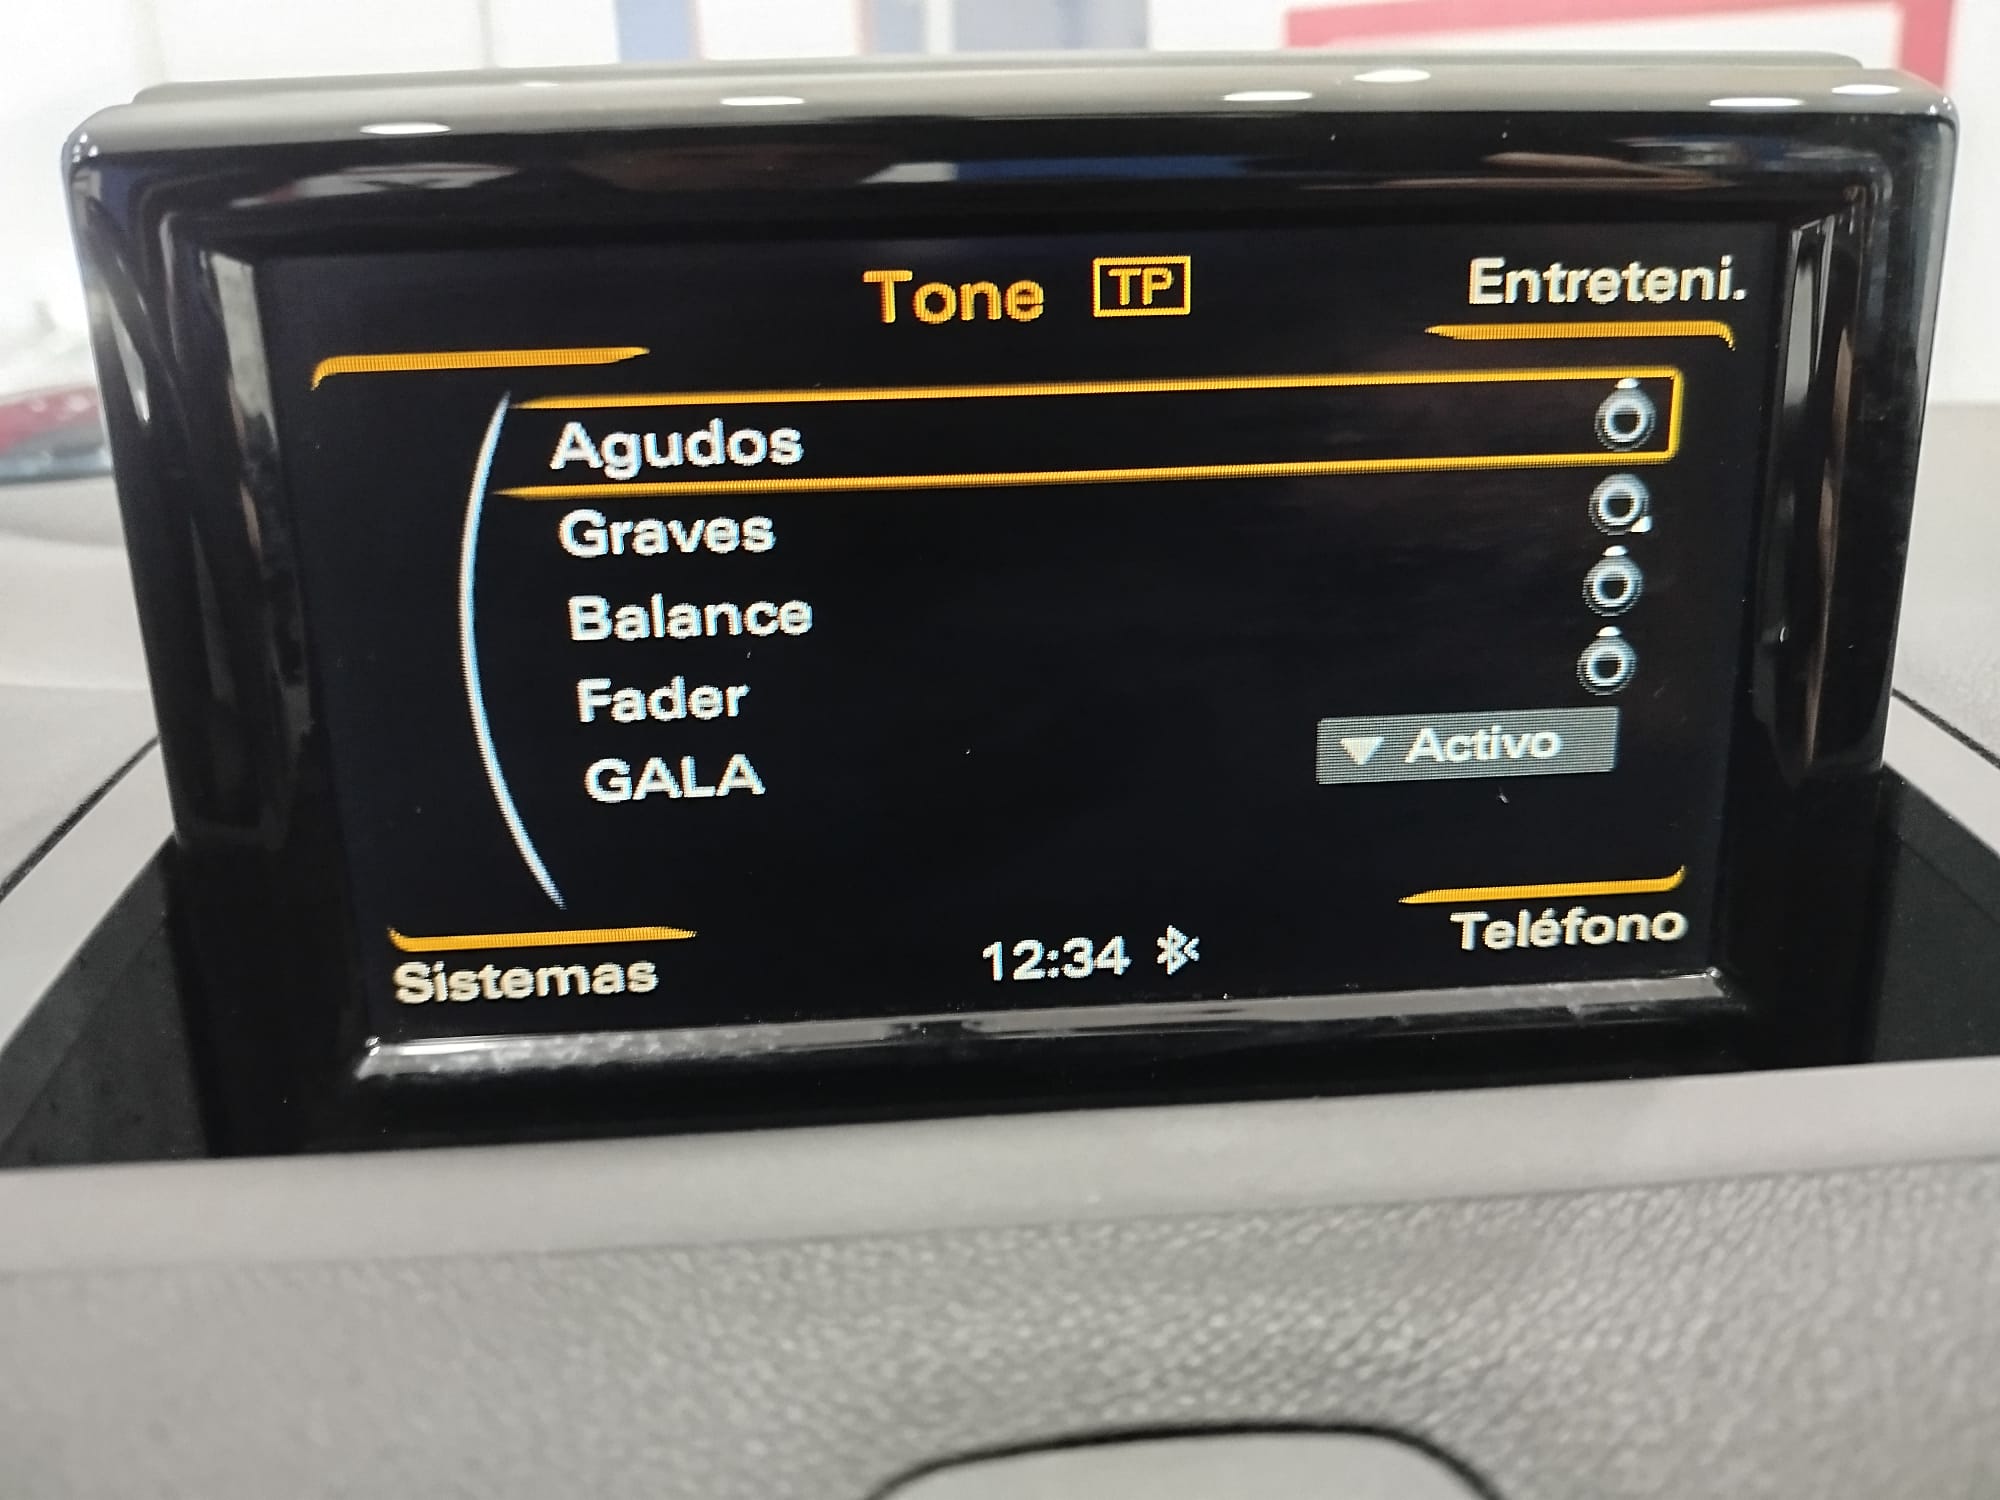 Tone TP
Entreteni.
Agudos
Graves
Balance
Fader
GALA
Activo
Sistemas
12:34
Teléfono